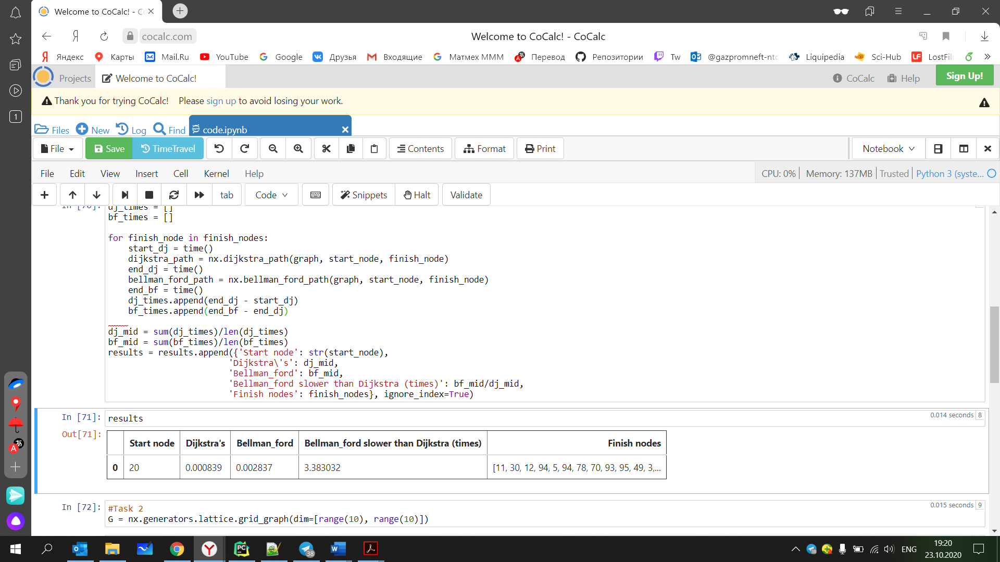 Welcome to CoCalc! - Cc
cocalc.com
Welcome to CoCalc! - CoCalc
Яндекс Карты Mail.Ru YouTube Google Друзья Входящие Матмех МММ Перевод Репозитории Tw @gazpromneft-ntc Liquipedia Sci-Hub LostFil
Projects Welcome to CoCalc! CoCalc Help Sign Up!
Thank you for trying CoCalc! Please sign up to avoid losing your work.
Files New Log Find code.ipynb
File Save TimeTravel Contents Format Print Notebook
File Edit View Insert Cell Kernel Help CPU: 0% Memory: 137MB Trusted Python 3 (syste...
tab Code Snippets Halt Validate
In [70]: dj_times = []
bf_times = []
for finish_node in finish_nodes:
start_dj = time()
dijkstra_path = nx.dijkstra_path(graph, start_node, finish_node)
end_dj = time()
bellman_ford_path = nx.bellman_ford_path(graph, start_node, finish_node)
end_bf = time()
dj_times.append(end_dj - start_dj)
bf_times.append(end_bf - end_dj)
dj_mid = sum(dj_times)/len(dj_times)
bf_mid = sum(bf_times)/len(bf_times)
results = results.append({'Start node': str(start_node),
'Dijkstra\'s': dj_mid,
'Bellman_ford': bf_mid,
'Bellman_ford slower than Dijkstra (times)': bf_mid/dj_mid,
'Finish nodes': finish_nodes}, ignore_index=True)
In [71]: results 0.014 seconds 8
Out[71]:
Start node Dijkstra's Bellman_ford Bellman_ford slower than Dijkstra (times) Finish nodes
0 20 0.000839 0.002837 3.383032 [11, 30, 12, 94, 5, 94, 78, 70, 93, 95, 49, 3,...
In [72]: #Task 2 0.015 seconds 9
G = nx.generators.lattice.grid_graph(dim=[range(10), range(10)])
ENG
19:20
23.10.2020